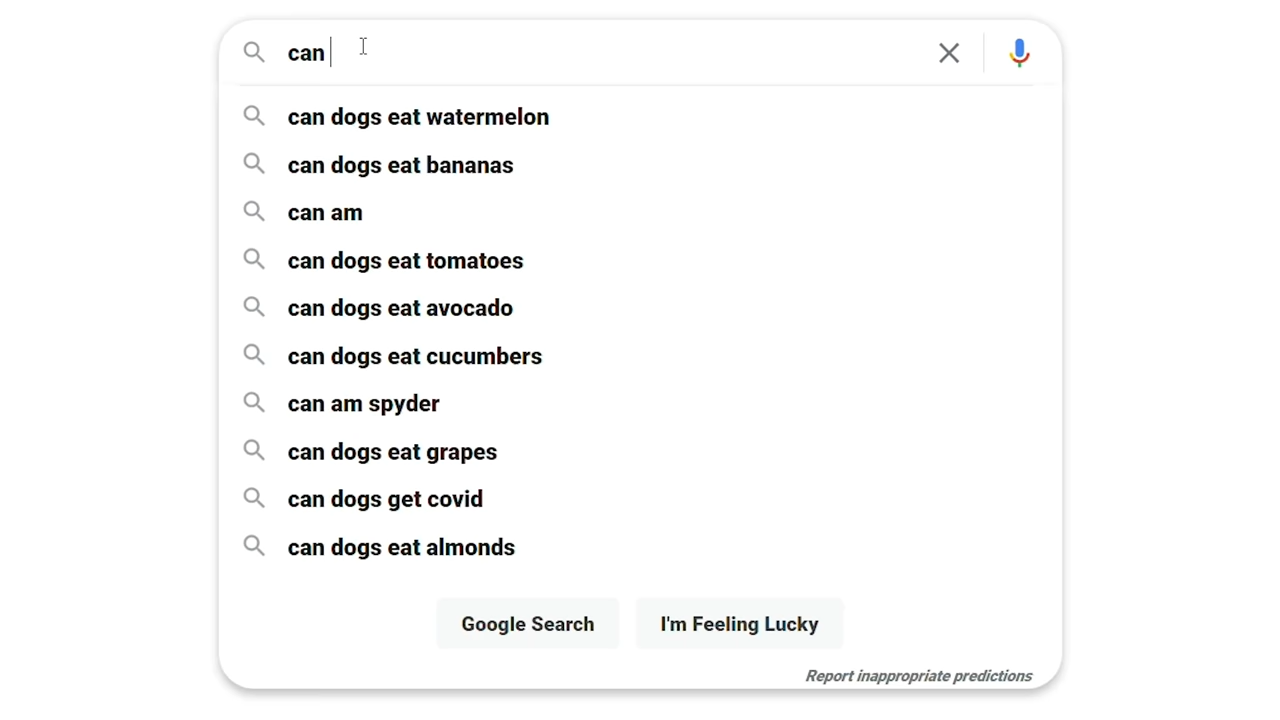 can
can dogs eat watermelon
can dogs eat bananas
can am
can dogs eat tomatoes
can dogs eat avocado
can dogs eat cucumbers
can am spyder
can dogs eat grapes
can dogs get covid
can dogs eat almonds
Google Search I'm Feeling Lucky
Report inappropriate predictions